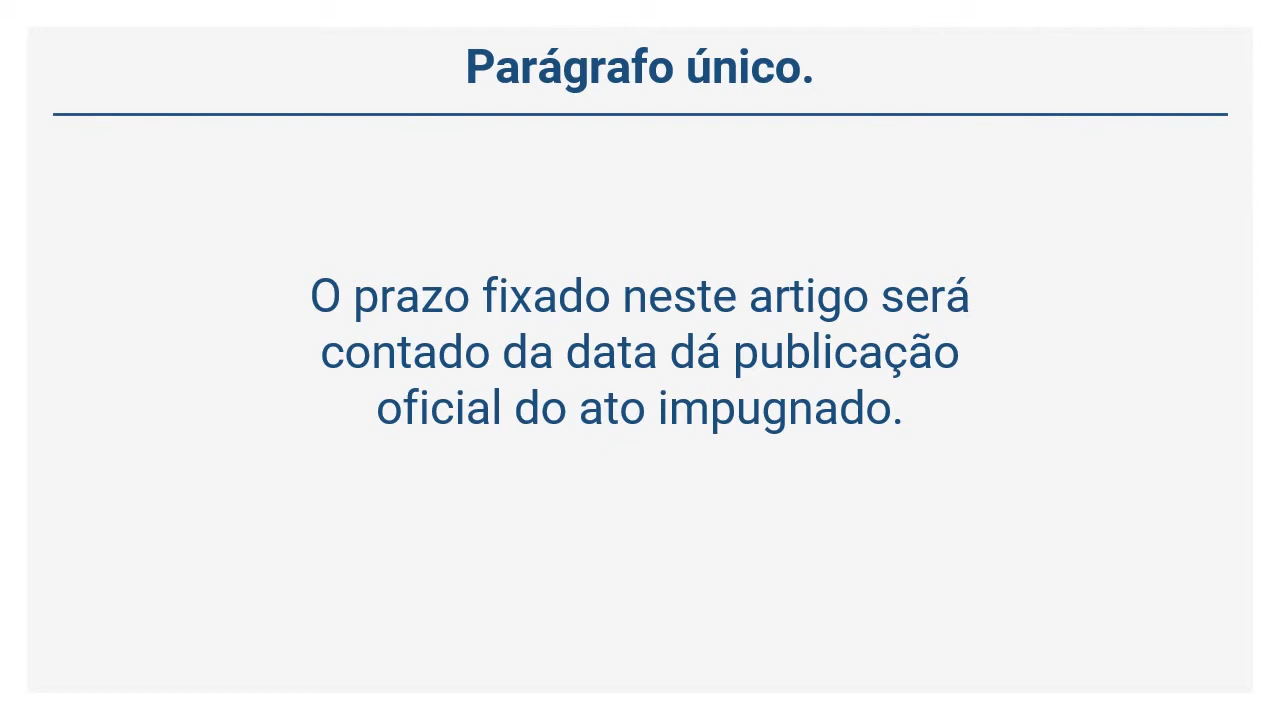 Parágrafo único.
O prazo fixado neste artigo será
contado da data dá publicação
oficial do ato impugnado.